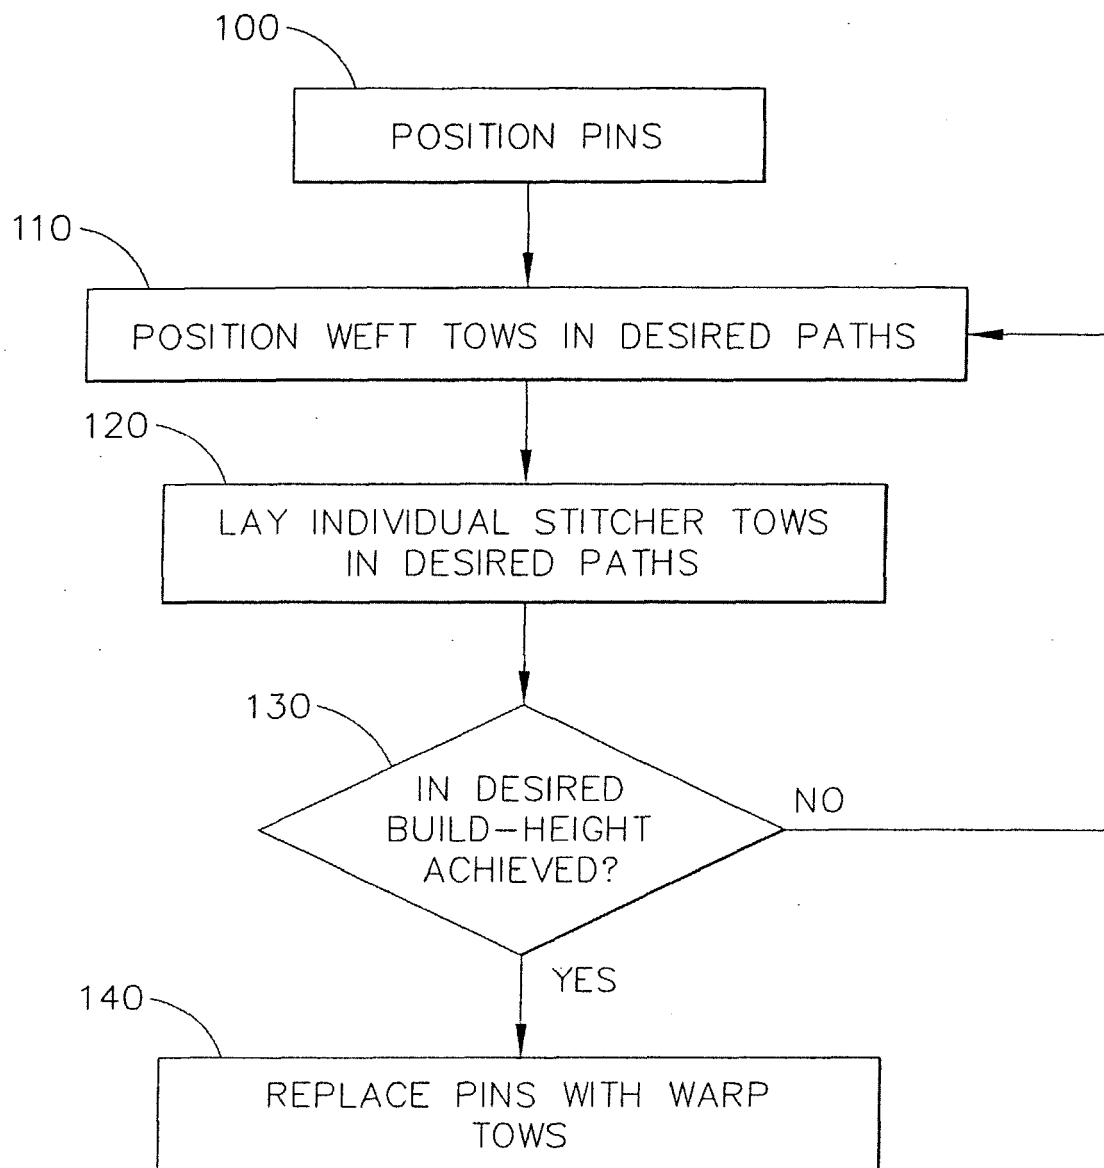 100
POSITION PINS
110
POSITION WEFT TOWS IN DESIRED PATHS
120
LAY INDIVIDUAL STITCHER TOWS
IN DESIRED PATHS
130
IN DESIRED
BUILD-HEIGHT
ACHIEVED?
NO
YES
140
REPLACE PINS WITH WARP
TOWS